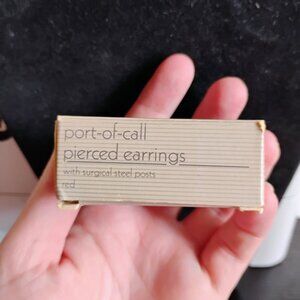 port-of-call
pierced earrings
with surgical steel posts
red